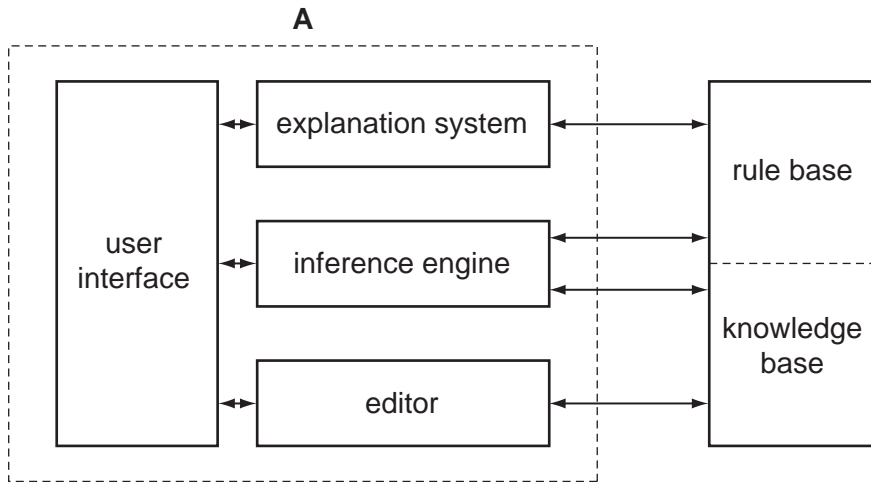 A
explanation system
rule base
user
interface
inference engine
knowledge
base
editor